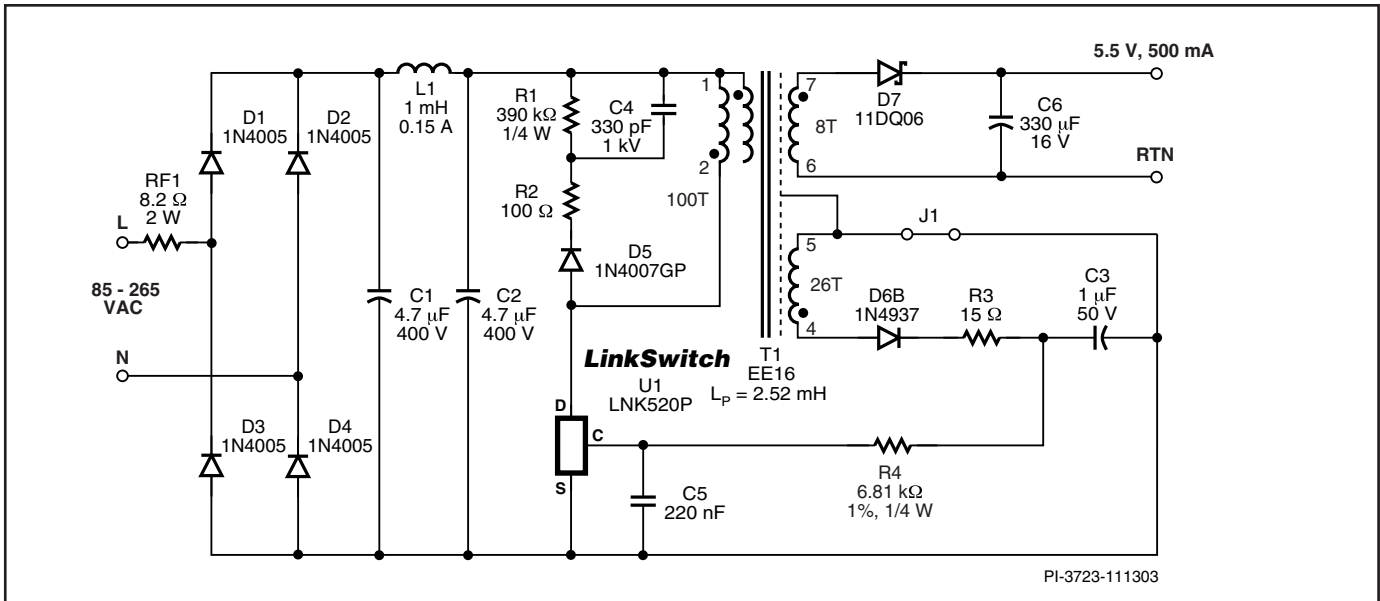 5.5 V, 500 mA
L1
1 mH
0.15 A
D1
1N4005
D2
1N4005
R1
390 kΩ
1/4 W
C4
330 pF
1 kV
1
2
100T
7
8T
6
D7
11DQ06
C6
330 µF
16 V
RTN
RF1
8.2 Ω
2 W
L
85 - 265
VAC
N
R2
100 Ω
D5
1N4007GP
C1
4.7 µF
400 V
C2
4.7 µF
400 V
J1
5
26T
4
D6B
1N4937
R3
15 Ω
C3
1 µF
50 V
LinkSwitch
U1
LNK520P
T1
EE16
LP = 2.52 mH
D3
1N4005
D4
1N4005
D
C
S
C5
220 nF
R4
6.81 kΩ
1%, 1/4 W
PI-3723-111303